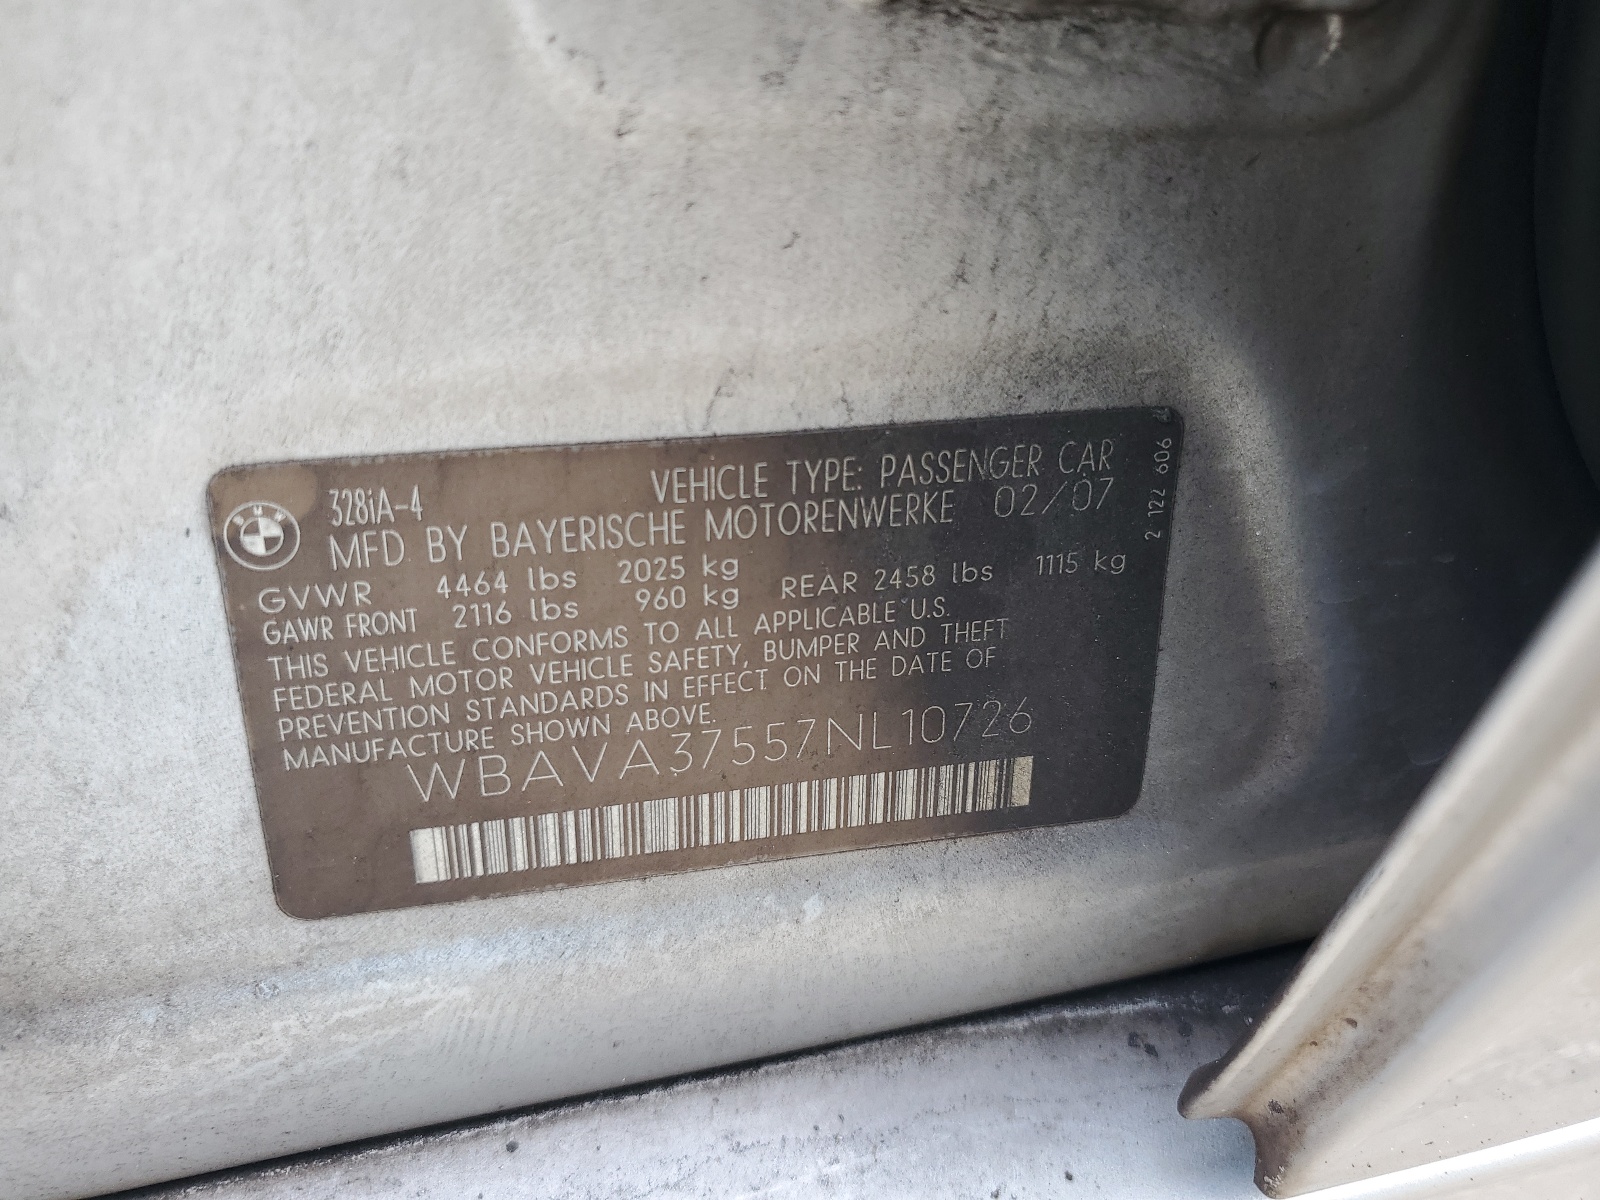 BMW
328iA-4
VEHICLE TYPE: PASSENGER CAR
MFD BY BAYERISCHE MOTORENWERKE 02/07
GVWR 4464 lbs 2025 kg
GAWR FRONT 2116 lbs 960 kg REAR 2458 lbs 1115 kg
THIS VEHICLE CONFORMS TO ALL APPLICABLE U.S.
FEDERAL MOTOR VEHICLE SAFETY, BUMPER AND THEFT
PREVENTION STANDARDS IN EFFECT ON THE DATE OF
MANUFACTURE SHOWN ABOVE.
WBAVA37557NL10726
2 122 606